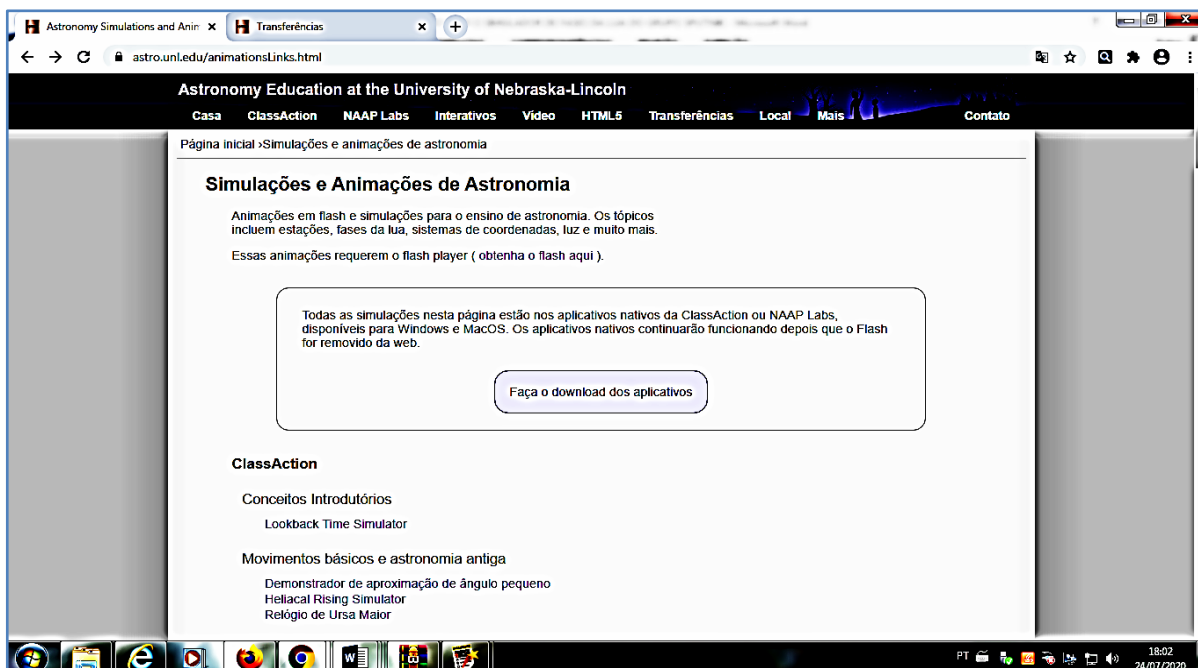 Astronomy Simulations and Anim
Transferências
astro.unl.edu/animationsLinks.html
Astronomy Education at the University of Nebraska-Lincoln
Casa ClassAction NAAP Labs Interativos Vídeo HTML5 Transferências Local Mais Contato
Página inicial ›Simulações e animações de astronomia
Simulações e Animações de Astronomia
Animações em flash e simulações para o ensino de astronomia. Os tópicos
incluem estações, fases da lua, sistemas de coordenadas, luz e muito mais.
Essas animações requerem o flash player ( obtenha o flash aqui ).
Todas as simulações nesta página estão nos aplicativos nativos da ClassAction ou NAAP Labs,
disponíveis para Windows e MacOS. Os aplicativos nativos continuarão funcionando depois que o Flash
for removido da web.
Faça o download dos aplicativos
ClassAction
Conceitos Introdutórios
Lookback Time Simulator
Movimentos básicos e astronomia antiga
Demonstrador de aproximação de ângulo pequeno
Heliacal Rising Simulator
Relógio de Ursa Maior
PT
18:02
24/07/2020